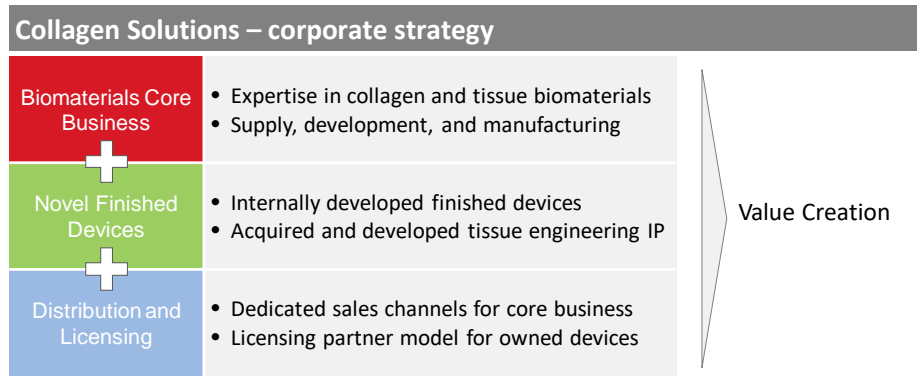 Collagen Solutions – corporate strategy
Biomaterials Core
Business
• Expertise in collagen and tissue biomaterials
• Supply, development, and manufacturing
Novel Finished
Devices
• Internally developed finished devices
• Acquired and developed tissue engineering IP
Distribution and
Licensing
• Dedicated sales channels for core business
• Licensing partner model for owned devices
Value Creation